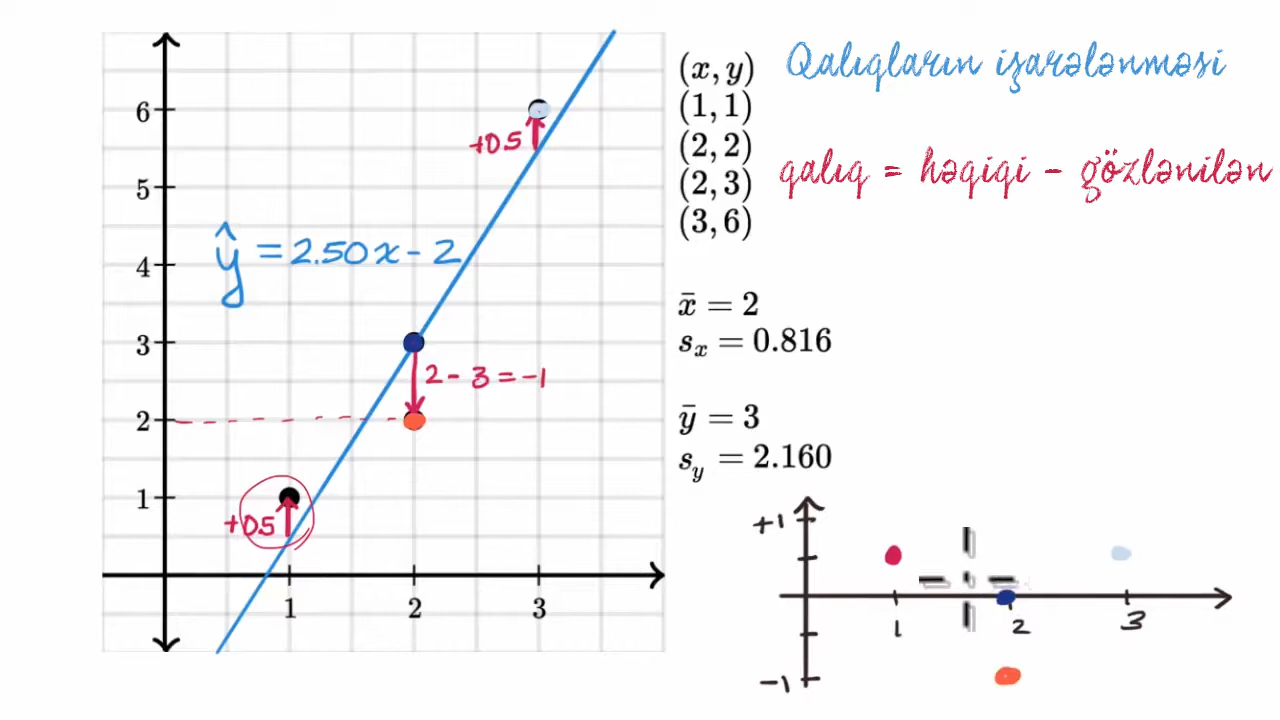 Qalıqların işarələnməsi
qalıq = həqiqi - gözlənilən
(x, y)
(1, 1)
(2, 2)
(2, 3)
(3, 6)
x̄ = 2
sₓ = 0.816
ȳ = 3
s_y = 2.160
6
5
4
3
2
1
1 2 3
ŷ = 2.50x - 2
+0.5
2 - 3 = -1
+0.5
+1
-1
1 2 3